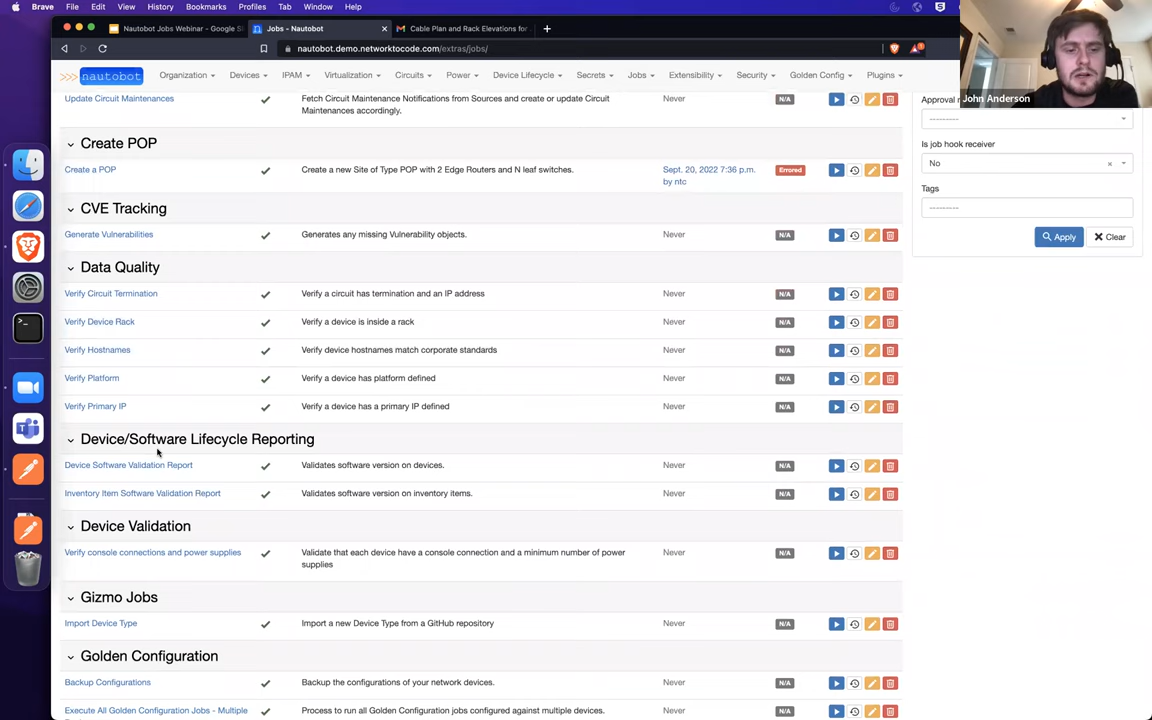 Brave File Edit View History Bookmarks Profiles Tab Window Help
Nautobot Jobs Webinar - Google Sl
Jobs - Nautobot
Cable Plan and Rack Elevations for
nautobot.demo.networktocode.com/extras/jobs/
>>> nautobot Organization Devices IPAM Virtualization Circuits Power Device Lifecycle Secrets Jobs Extensibility Security Golden Config Plugins
John Anderson
Update Circuit Maintenances Fetch Circuit Maintenance Notifications from Sources and create or update Circuit Never N/A
Maintenances accordingly.
---------
Create POP
Is job hook receiver
No
Create a POP Create a new Site of Type POP with 2 Edge Routers and N leaf switches. Sept. 20, 2022 7:36 p.m. Errored
by ntc
Tags
---------
CVE Tracking
Generate Vulnerabilities Generates any missing Vulnerability objects. Never N/A
Apply Clear
Data Quality
Verify Circuit Termination Verify a circuit has termination and an IP address Never N/A
Verify Device Rack Verify a device is inside a rack Never N/A
Verify Hostnames Verify device hostnames match corporate standards Never N/A
Verify Platform Verify a device has platform defined Never N/A
Verify Primary IP Verify a device has a primary IP defined Never N/A
Device/Software Lifecycle Reporting
Device Software Validation Report Validates software version on devices. Never N/A
Inventory Item Software Validation Report Validates software version on inventory items. Never N/A
Device Validation
Verify console connections and power supplies Validate that each device have a console connection and a minimum number of power Never N/A
supplies
Gizmo Jobs
Import Device Type Import a new Device Type from a GitHub repository Never N/A
Golden Configuration
Backup Configurations Backup the configurations of your network devices. Never N/A
Execute All Golden Configuration Jobs - Multiple Process to run all Golden Configuration jobs configured against multiple devices. Never N/A